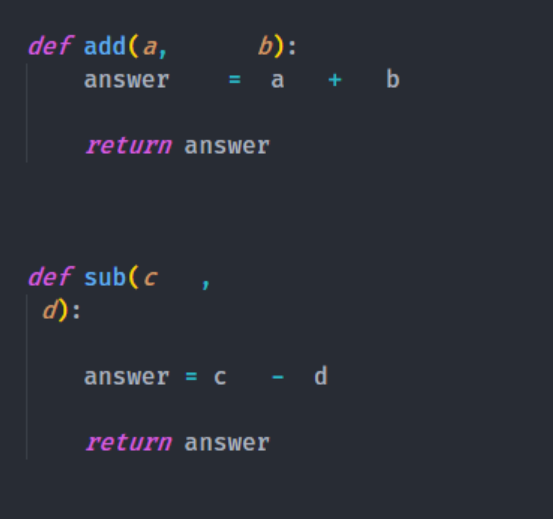 def add(a,      b):
    answer    =  a   +   b

    return answer



def sub(c   ,
 d):

    answer = c   -  d

    return answer